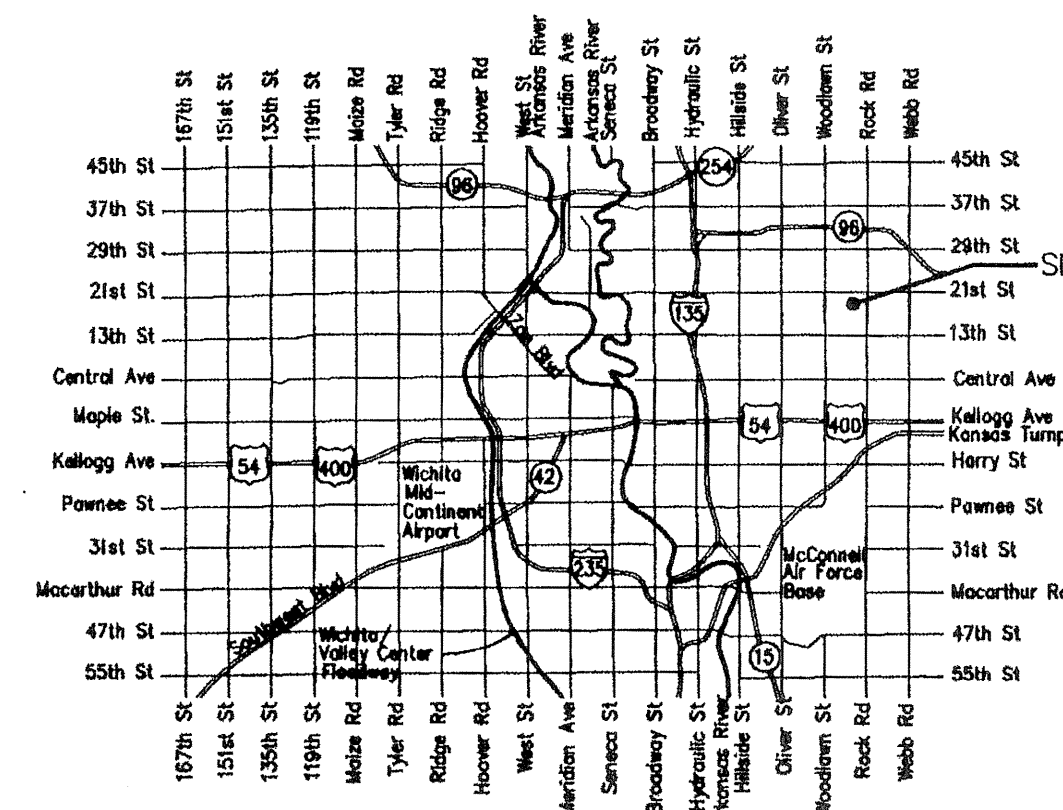 167th St
151st St
135th St
119th St
Maize Rd
Tyler Rd
Ridge Rd
Hoover Rd
West St
Arkansas River
Meridian Ave
Arkansas River
Seneca St
Broadway St
Hydraulic St
Hillside St
Oliver St
Woodlawn St
Rock Rd
Webb Rd
45th St
37th St
29th St
21st St
13th St
Central Ave
Maple St.
Kellogg Ave
Pawnee St
31st St
Macarthur Rd
47th St
55th St
96
254
96
135
Zoo Blvd
54
400
54
400
42
Wichita
Mid-
Continent
Airport
235
McConnell
Air Force
Base
Southwest Blvd
Wichita/
Valley Center
Floodway
15
45th St
37th St
29th St
SI
21st St
13th St
Central Ave
Kellogg Ave
Kansas Turnp
Harry St
Pawnee St
31st St
Macarthur Rd
47th St
55th St
167th St
151st St
135th St
119th St
Maize Rd
Tyler Rd
Ridge Rd
Hoover Rd
West St
Meridian Ave
Seneca St
Broadway St
Hydraulic St
Arkansas River
Hillside St
Oliver St
Woodlawn St
Rock Rd
Webb Rd